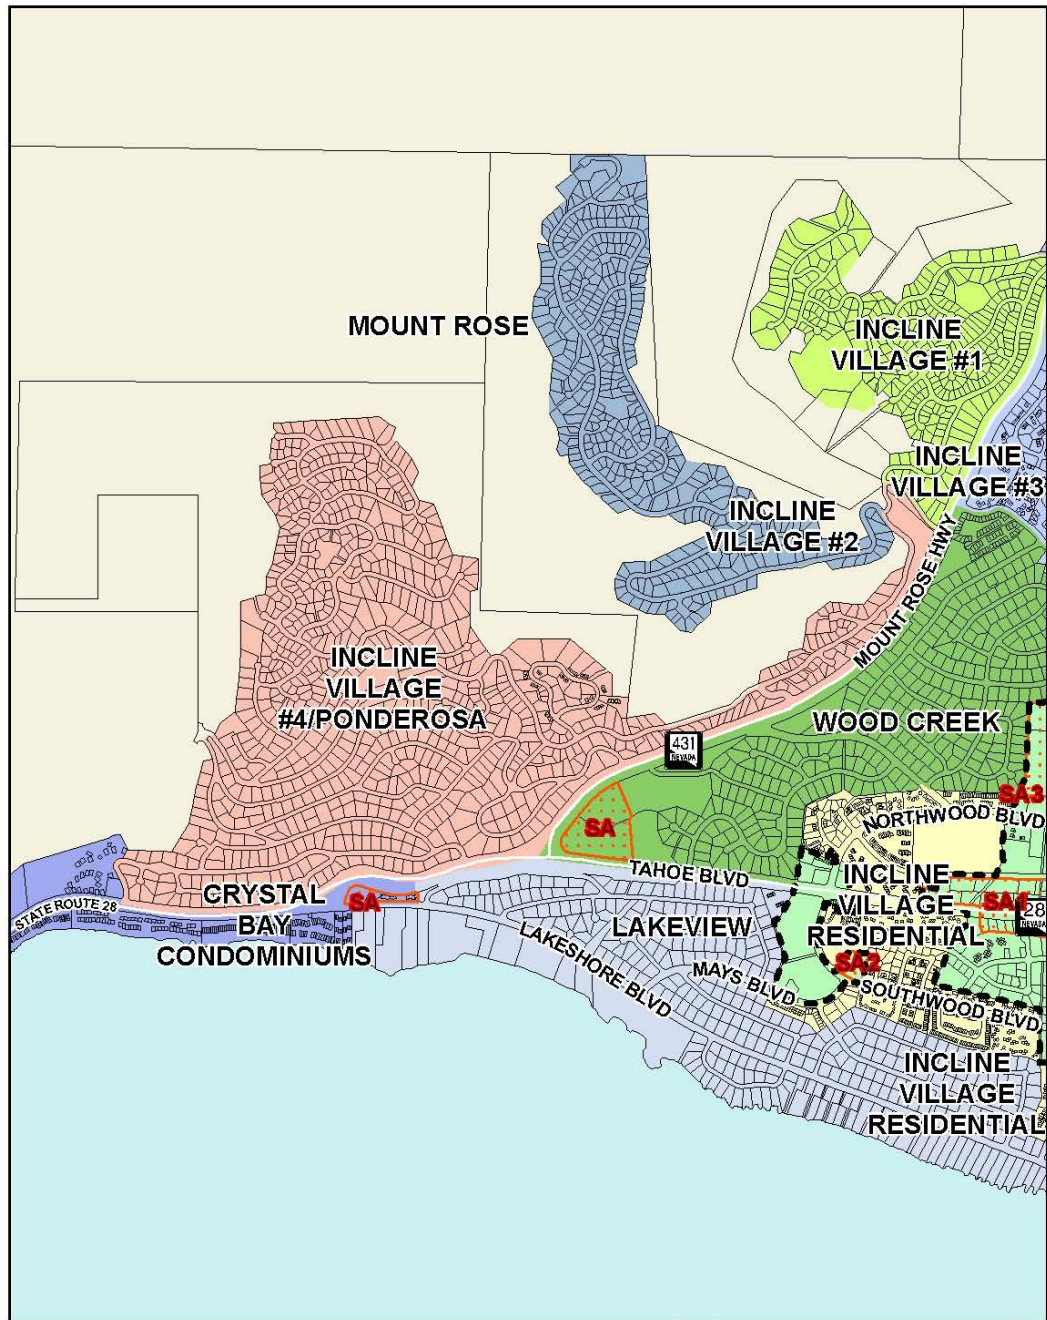 MOUNT ROSE
INCLINE
VILLAGE #1
INCLINE
VILLAGE #3
INCLINE
VILLAGE #2
MOUNT ROSE HWY
INCLINE
VILLAGE
#4/PONDEROSA
WOOD CREEK
431
NEVADA
SA3
NORTHWOOD BLVD
SA
TAHOE BLVD
INCLINE
VILLAGE
RESIDENTIAL
SA1
28
NEVADA
CRYSTAL
BAY
CONDOMINIUMS
SA
STATE ROUTE 28
LAKEVIEW
LAKESHORE BLVD
MAYS BLVD
SA2
SOUTHWOOD BLVD
INCLINE
VILLAGE
RESIDENTIAL